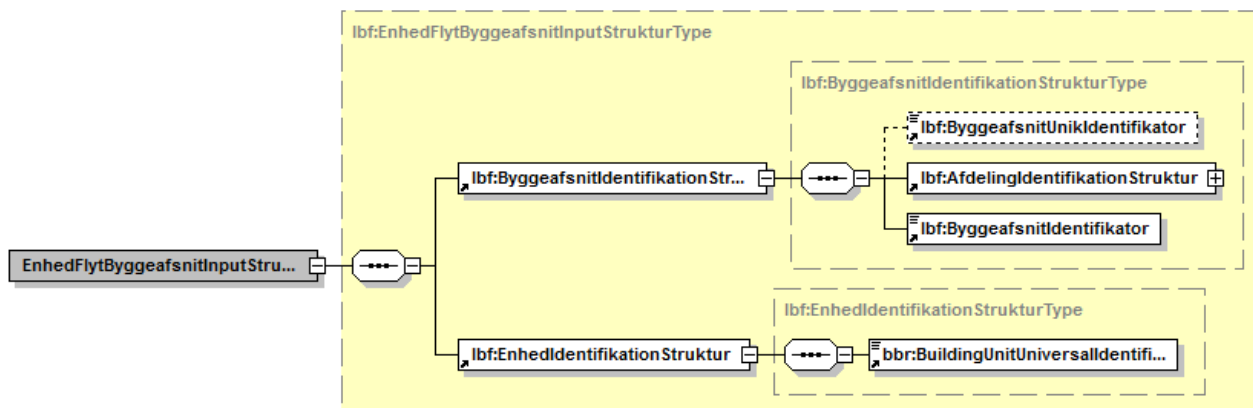 lbf:EnhedFlytByggeafsnitInputStrukturType
lbf:ByggeafsnitIdentifikationStrukturType
lbf:ByggeafsnitUnikIdentifikator
lbf:ByggeafsnitIdentifikationStr...
lbf:AfdelingIdentifikationStruktur
lbf:ByggeafsnitIdentifikator
EnhedFlytByggeafsnitInputStru...
lbf:EnhedIdentifikationStrukturType
lbf:EnhedIdentifikationStruktur
bbr:BuildingUnitUniversalIdentifi...